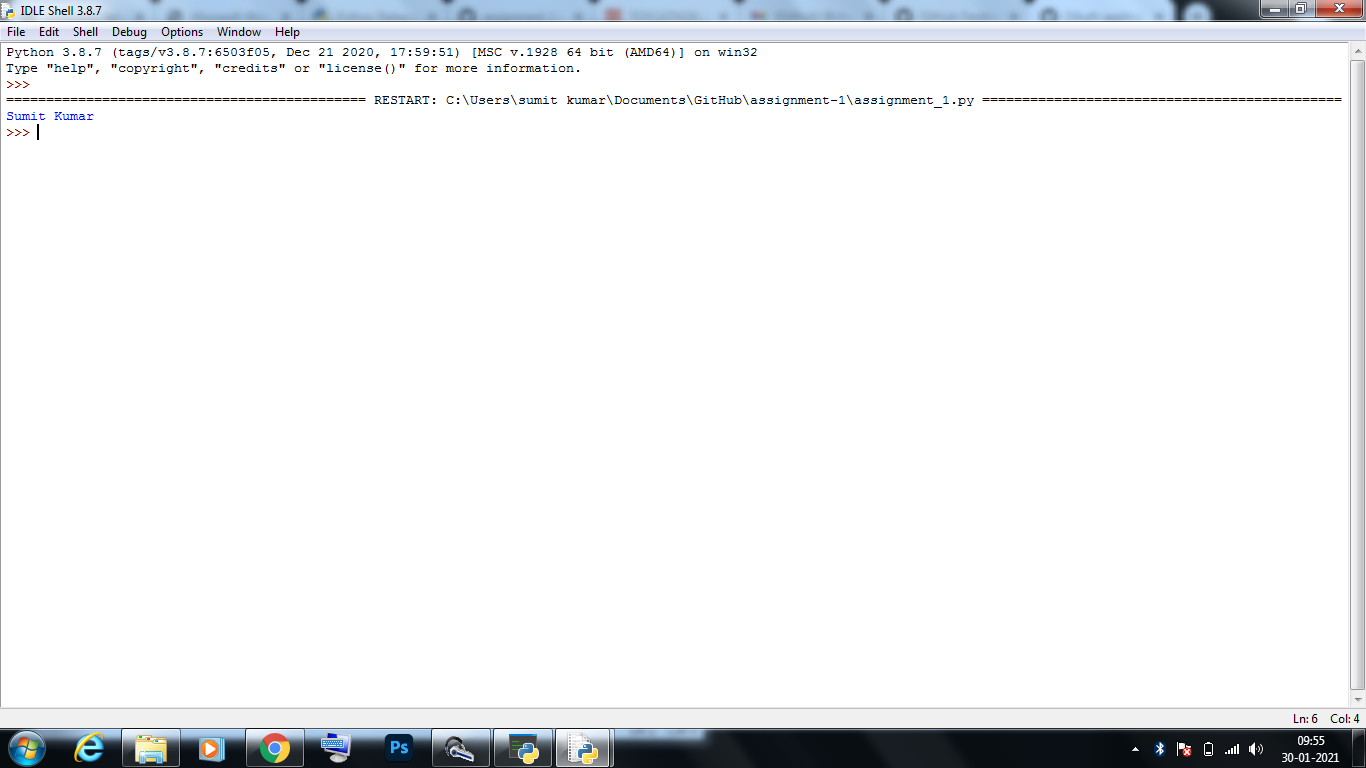 IDLE Shell 3.8.7
File Edit Shell Debug Options Window Help
Python 3.8.7 (tags/v3.8.7:6503f05, Dec 21 2020, 17:59:51) [MSC v.1928 64 bit (AMD64)] on win32
Type "help", "copyright", "credits" or "license()" for more information.
>>>
============================================= RESTART: C:\Users\sumit kumar\Documents\GitHub\assignment-1\assignment_1.py =============================================
Sumit Kumar
>>>
Ln: 6 Col: 4
Ps
09:55
30-01-2021